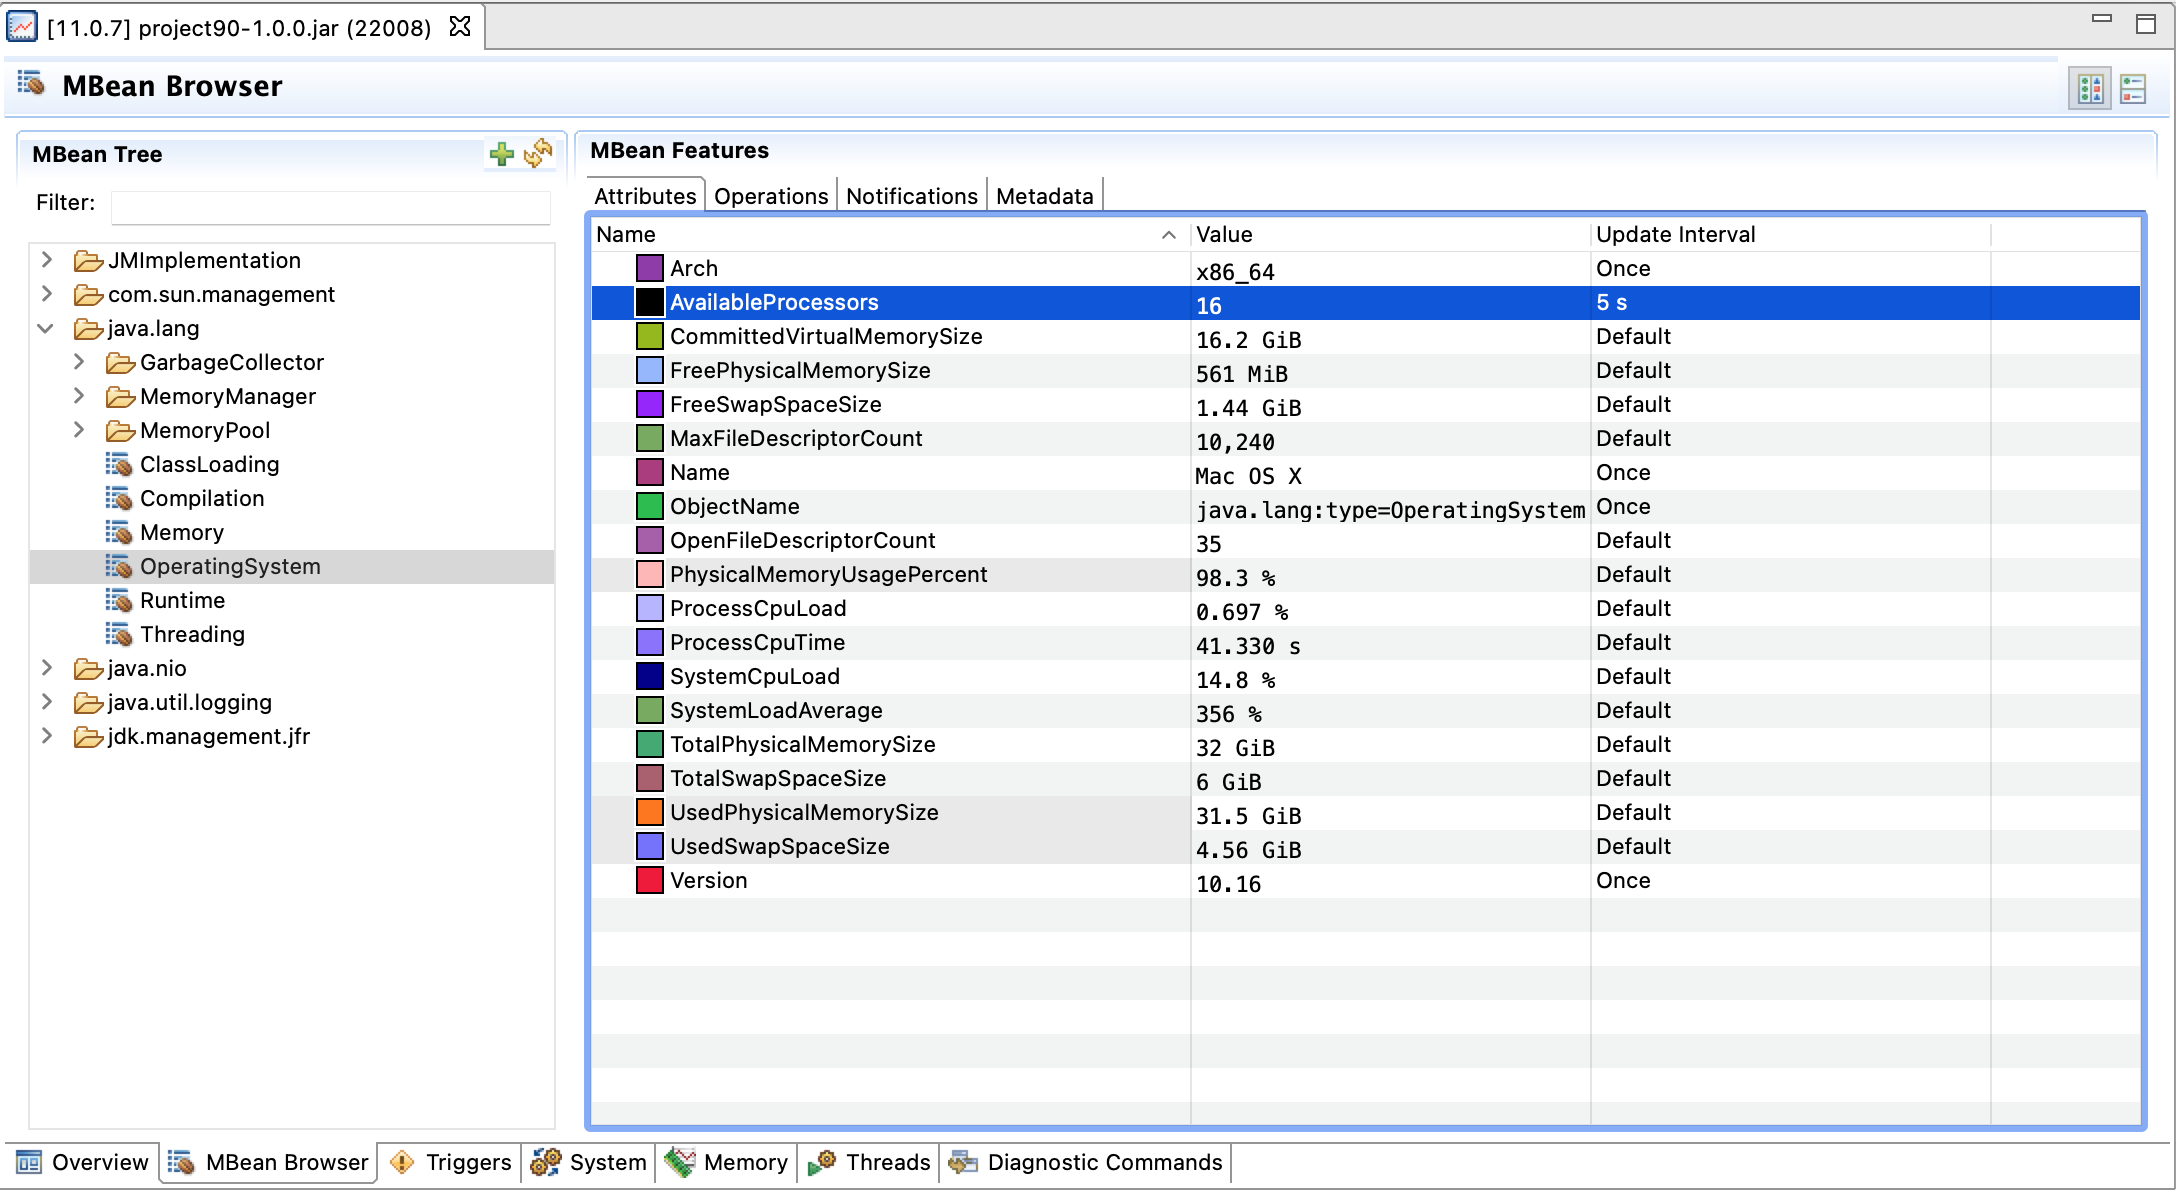 [11.0.7] project90-1.0.0.jar (22008)
MBean Browser
MBean Tree
Filter:
JMImplementation
com.sun.management
java.lang
GarbageCollector
MemoryManager
MemoryPool
ClassLoading
Compilation
Memory
OperatingSystem
Runtime
Threading
java.nio
java.util.logging
jdk.management.jfr
MBean Features
Attributes Operations Notifications Metadata
Name Value Update Interval
Arch x86_64 Once
AvailableProcessors 16 5 s
CommittedVirtualMemorySize 16.2 GiB Default
FreePhysicalMemorySize 561 MiB Default
FreeSwapSpaceSize 1.44 GiB Default
MaxFileDescriptorCount 10,240 Default
Name Mac OS X Once
ObjectName java.lang:type=OperatingSystem Once
OpenFileDescriptorCount 35 Default
PhysicalMemoryUsagePercent 98.3 % Default
ProcessCpuLoad 0.697 % Default
ProcessCpuTime 41.330 s Default
SystemCpuLoad 14.8 % Default
SystemLoadAverage 356 % Default
TotalPhysicalMemorySize 32 GiB Default
TotalSwapSpaceSize 6 GiB Default
UsedPhysicalMemorySize 31.5 GiB Default
UsedSwapSpaceSize 4.56 GiB Default
Version 10.16 Once
Overview MBean Browser Triggers System Memory Threads Diagnostic Commands